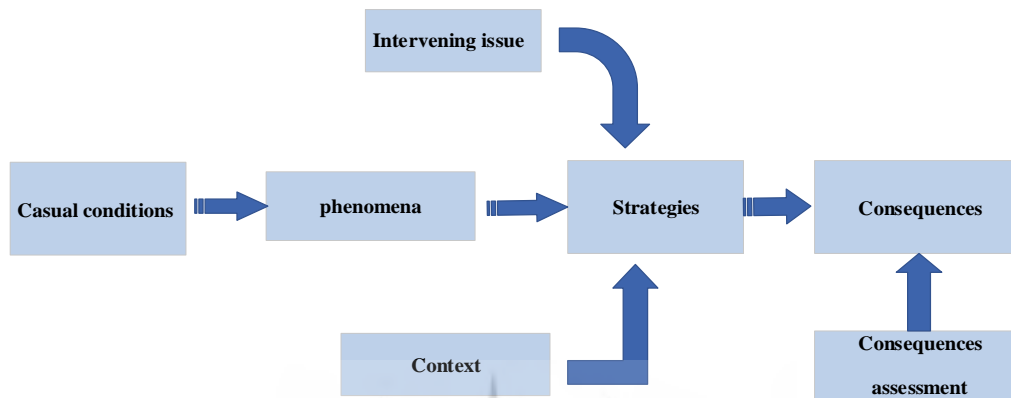 Intervening issue
Casual conditions
phenomena
Strategies
Consequences
Context
Consequences
assessment